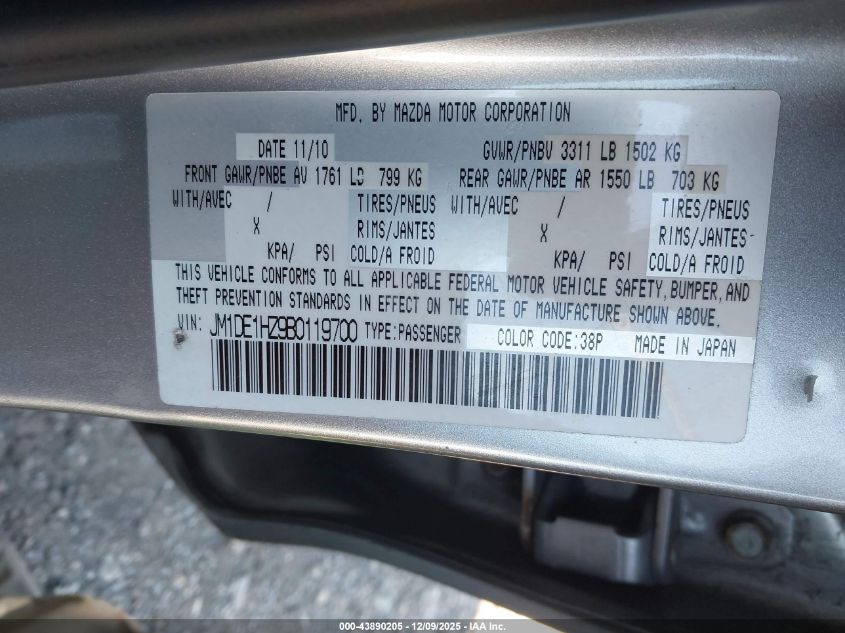 MFD. BY MAZDA MOTOR CORPORATION
DATE 11/10 GVWR/PNBV 3311 LB 1502 KG
FRONT GAWR/PNBE AV 1761 LB 799 KG REAR GAWR/PNBE AR 1550 LB 703 KG
WITH/AVEC / TIRES/PNEUS WITH/AVEC / TIRES/PNEUS
X RIMS/JANTES X RIMS/JANTES
KPA/ PSI COLD/A FROID KPA/ PSI COLD/A FROID
THIS VEHICLE CONFORMS TO ALL APPLICABLE FEDERAL MOTOR VEHICLE SAFETY, BUMPER, AND
THEFT PREVENTION STANDARDS IN EFFECT ON THE DATE OF MANUFACTURE SHOWN ABOVE.
VIN: JM1DE1HZ9B0119700 TYPE:PASSENGER COLOR CODE:38P MADE IN JAPAN
000-43890205 - 12/09/2025 - IAA Inc.